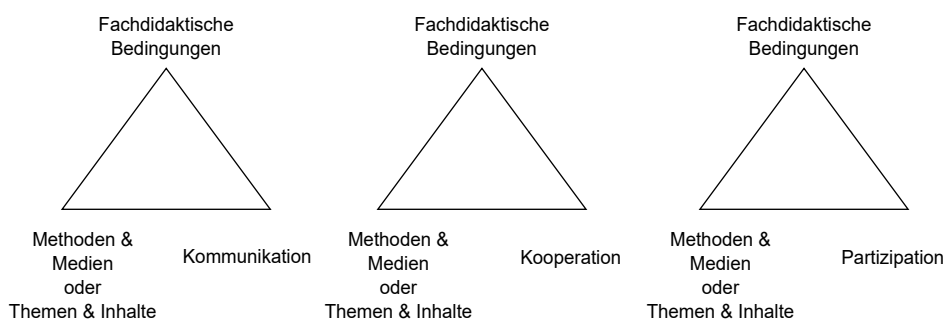 Fachdidaktische
Bedingungen
Methoden &
Medien
oder
Themen & Inhalte
Kommunikation
Fachdidaktische
Bedingungen
Methoden &
Medien
oder
Themen & Inhalte
Kooperation
Fachdidaktische
Bedingungen
Methoden &
Medien
oder
Themen & Inhalte
Partizipation